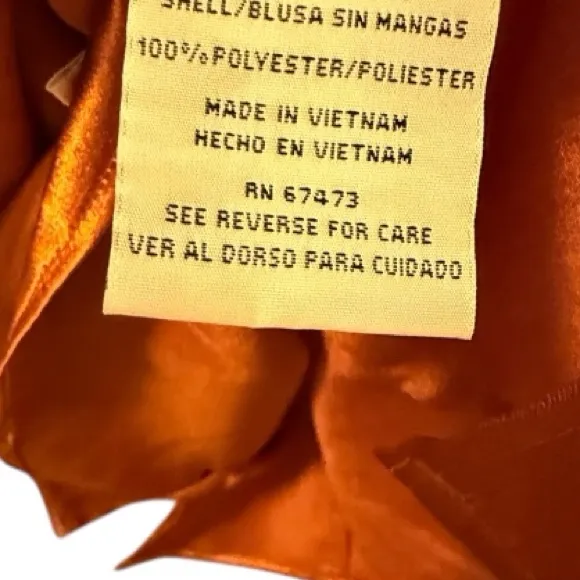 SHELL/BLUSA SIN MANGAS
100%POLYESTER/POLIESTER
MADE IN VIETNAM
HECHO EN VIETNAM
RN 67473
SEE REVERSE FOR CARE
VER AL DORSO PARA CUIDADO